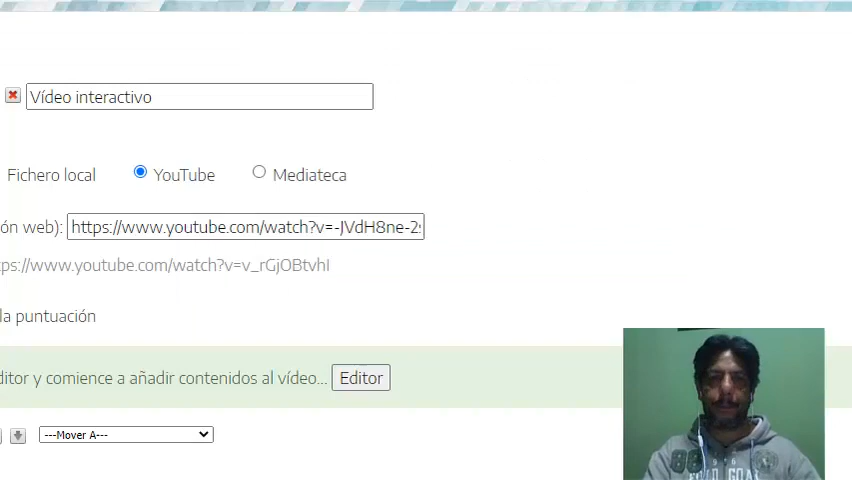 Vídeo interactivo
Fichero local YouTube Mediateca
ón web): https://www.youtube.com/watch?v=-JVdH8ne-2
ps://www.youtube.com/watch?v=v_rGjOBtvhI
la puntuación
ditor y comience a añadir contenidos al vídeo... Editor
---Mover A---